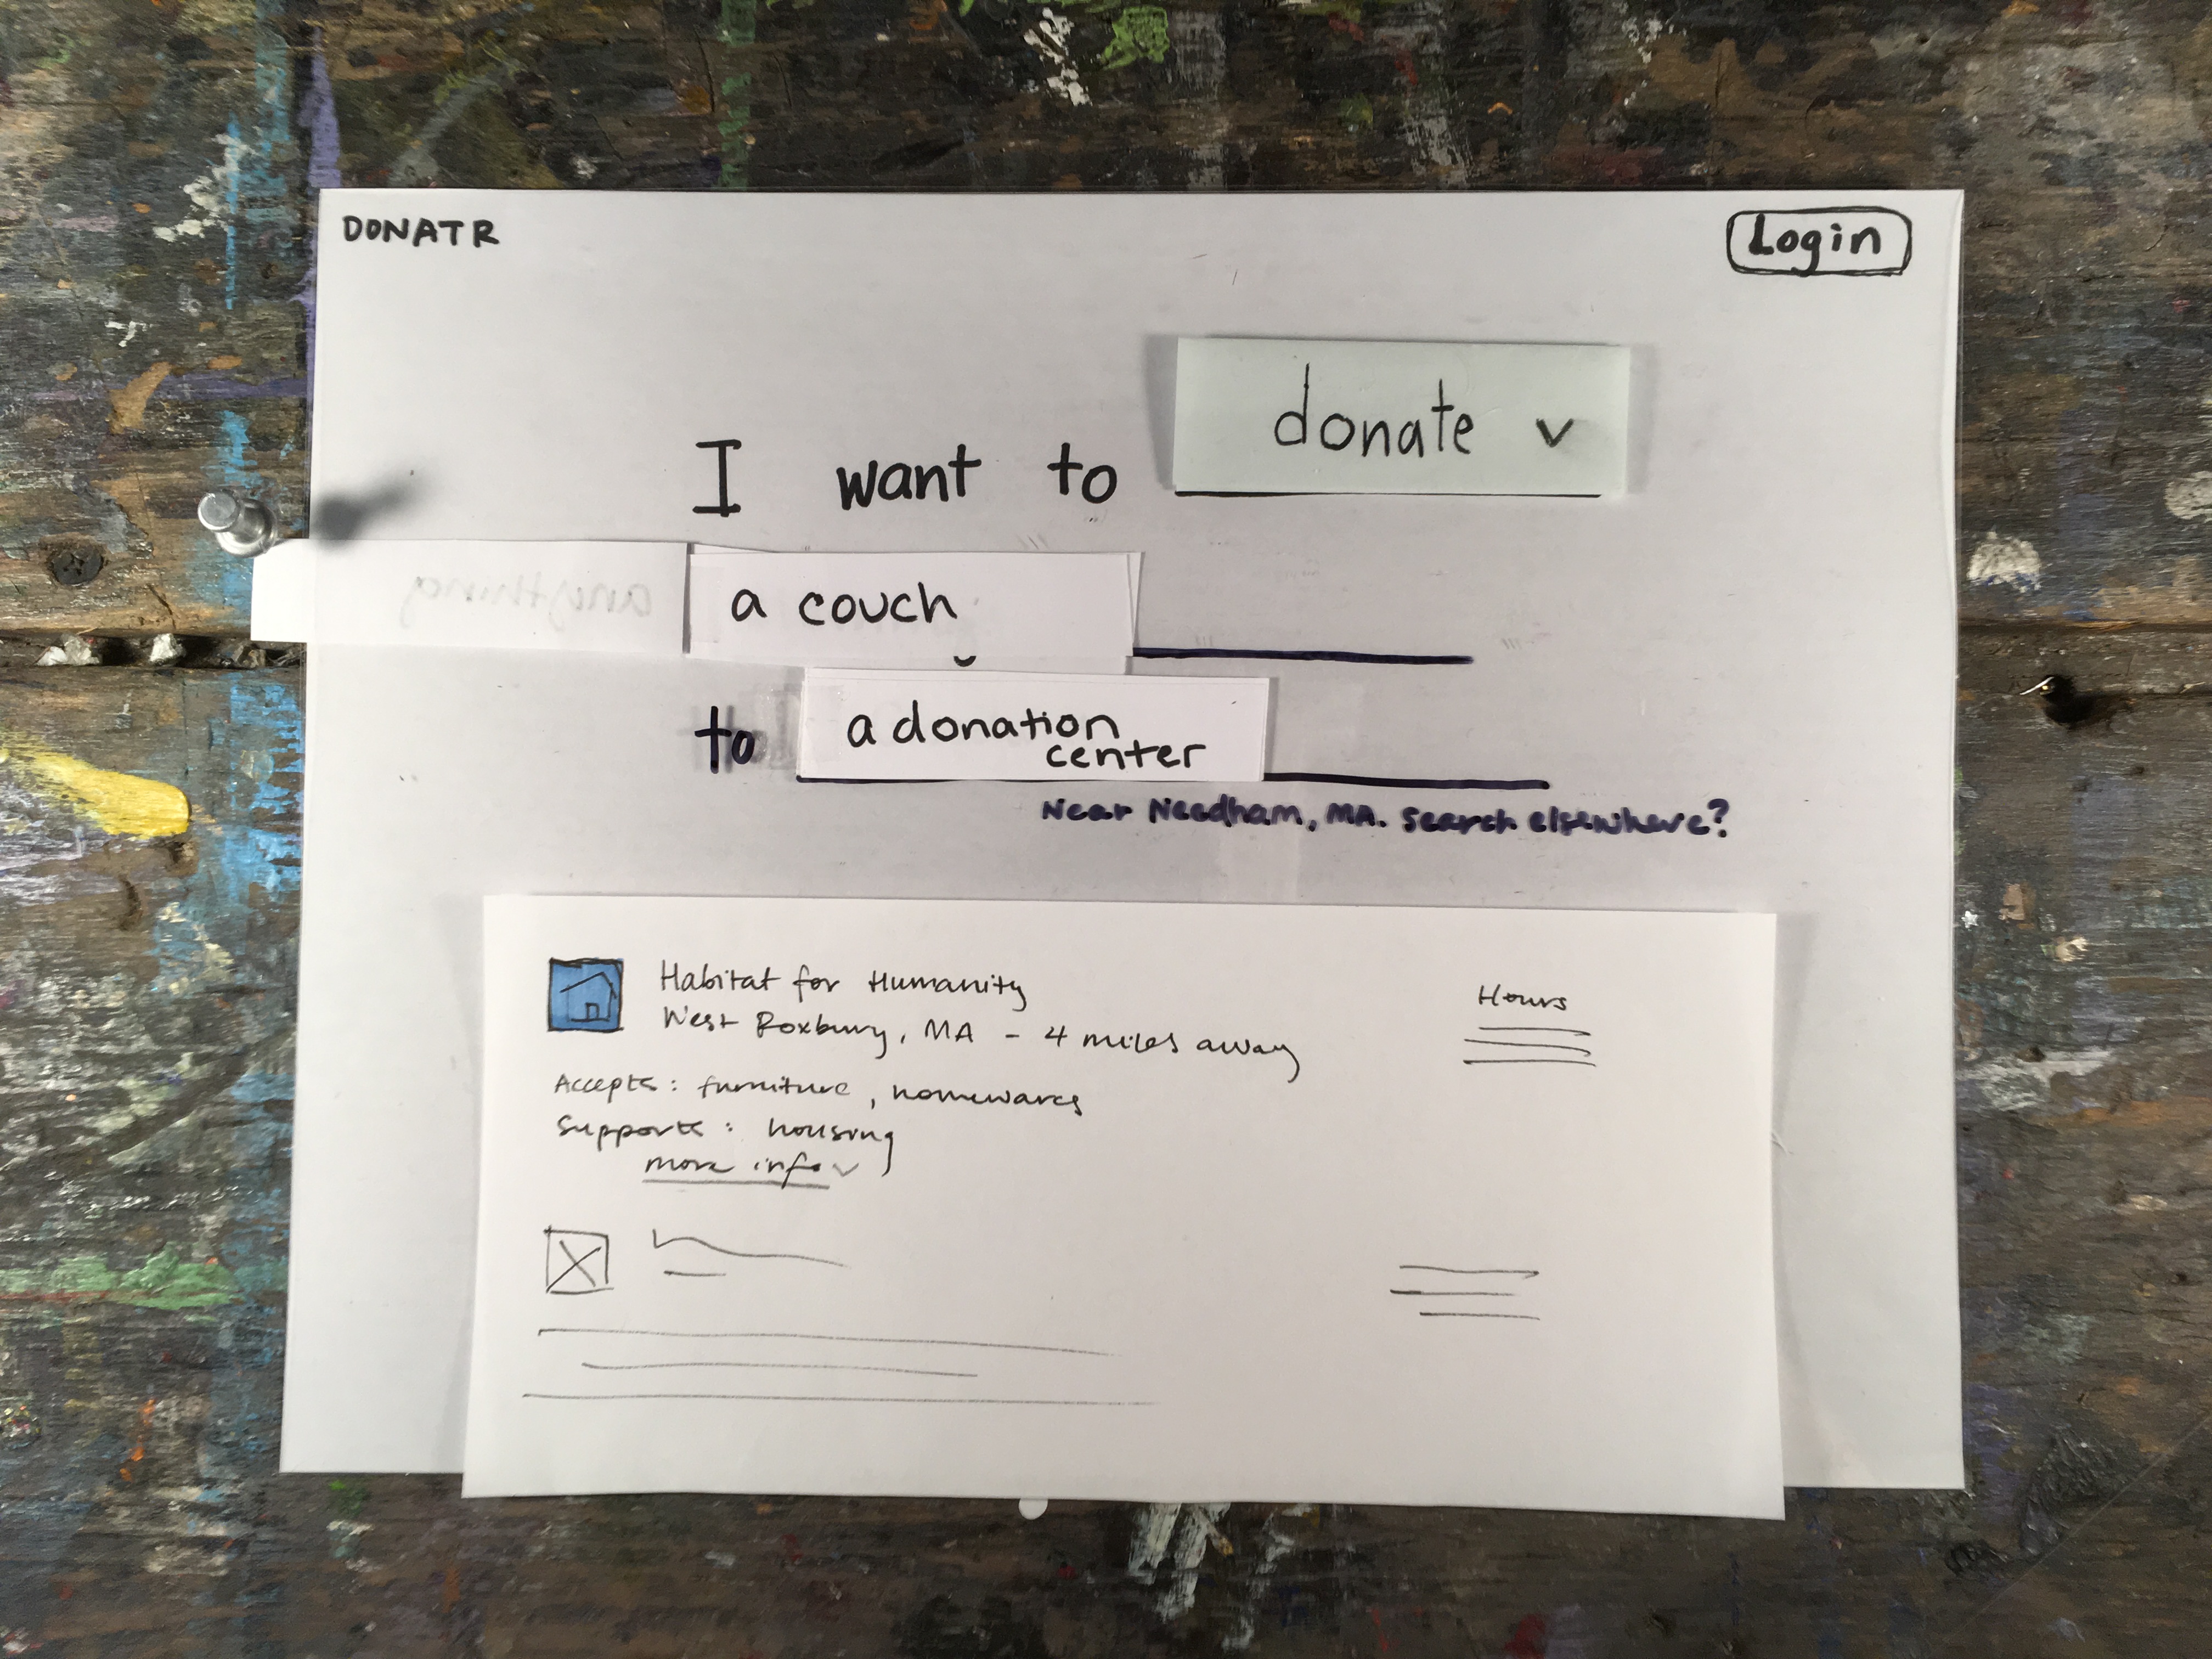 DONATR
Login
I want to donate
anything
a couch
to a donation
center
Near Needham, MA. Search elsewhere?
Habitat for Humanity
West Roxbury, MA - 4 miles away
Hours
Accepts: furniture, homewares
Supports: housing
more info